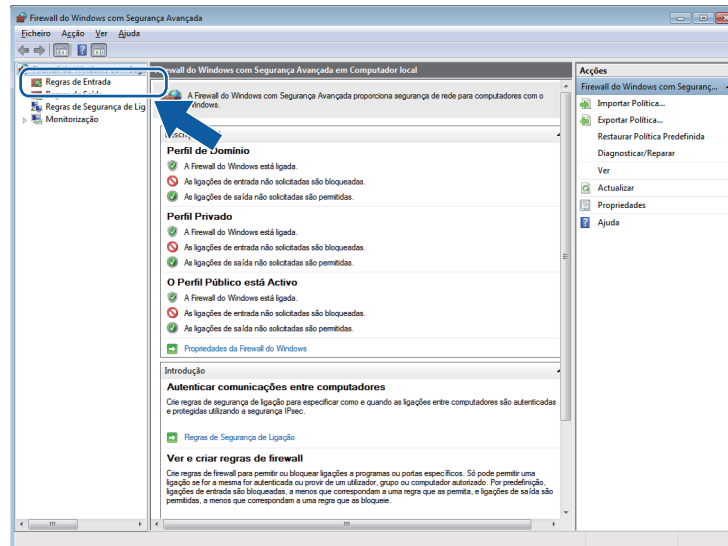 Firewall do Windows com Segurança Avançada
Ficheiro Acção Ver Ajuda
Regras de Entrada
Regras de Segurança de Lig
Monitorização
wall do Windows com Segurança Avançada em Computador local
A Firewall do Windows com Segurança Avançada proporciona segurança de rede para computadores com o
Windows.
Perfil de Domínio
A Firewall do Windows está ligada.
As ligações de entrada não solicitadas são bloqueadas.
As ligações de saída não solicitadas são permitidas.
Perfil Privado
A Firewall do Windows está ligada.
As ligações de entrada não solicitadas são bloqueadas.
As ligações de saída não solicitadas são permitidas.
O Perfil Público está Activo
A Firewall do Windows está ligada.
As ligações de entrada não solicitadas são bloqueadas.
As ligações de saída não solicitadas são permitidas.
Propriedades da Firewall do Windows
Introdução
Autenticar comunicações entre computadores
Crie regras de segurança de ligação para especificar como e quando as ligações entre computadores são autenticadas
e protegidas utilizando a segurança IPsec.
Regras de Segurança de Ligação
Ver e criar regras de firewall
Crie regras de firewall para permitir ou bloquear ligações a programas ou portas específicos. Só pode permitir uma
ligação se for a mesma for autenticada ou provir de um utilizador, grupo ou computador autorizado. Por predefinição,
ligações de entrada são bloqueadas, a menos que correspondam a uma regra que as permita, e ligações de saída são
permitidas, a menos que correspondam a uma regra que as bloqueie.
Acções
Firewall do Windows com Seguranç...
Importar Política...
Exportar Política...
Restaurar Política Predefinida
Diagnosticar/Reparar
Ver
Actualizar
Propriedades
Ajuda